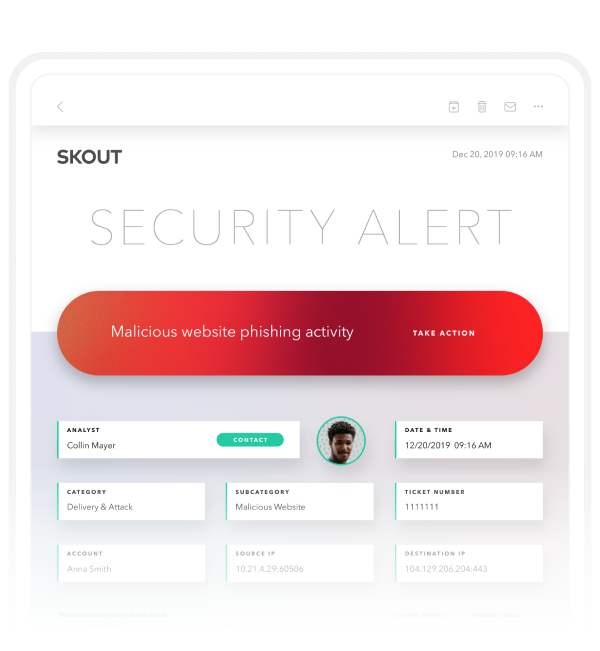 SKOUT
Dec 20, 2019 09:16 AM
SECURITY ALERT
Malicious website phishing activity
TAKE ACTION
ANALYST
Collin Mayer
CONTACT
DATE & TIME
12/20/2019 09:16 AM
CATEGORY
Delivery & Attack
SUBCATEGORY
Malicious Website
TICKET NUMBER
1111111
ACCOUNT
Anna Smith
SOURCE IP
10.21.4.29:60506
DESTINATION IP
104.129.206.204:443